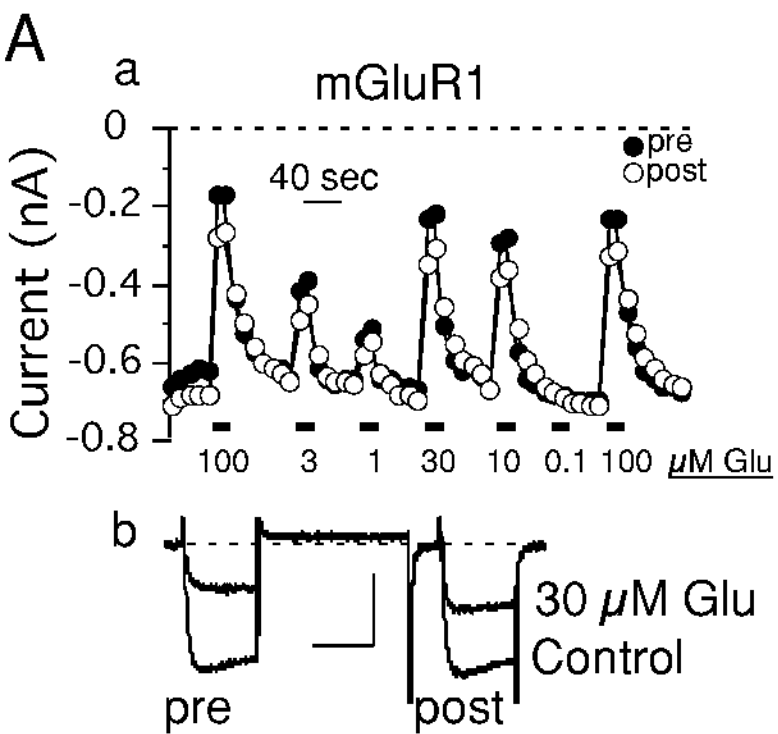 A
a
mGluR1
0
pre
post
40 sec
-0.2
-0.4
-0.6
-0.8
Current (nA)
100 3 1 30 10 0.1 100 µM Glu
b
30 µM Glu
Control
pre post